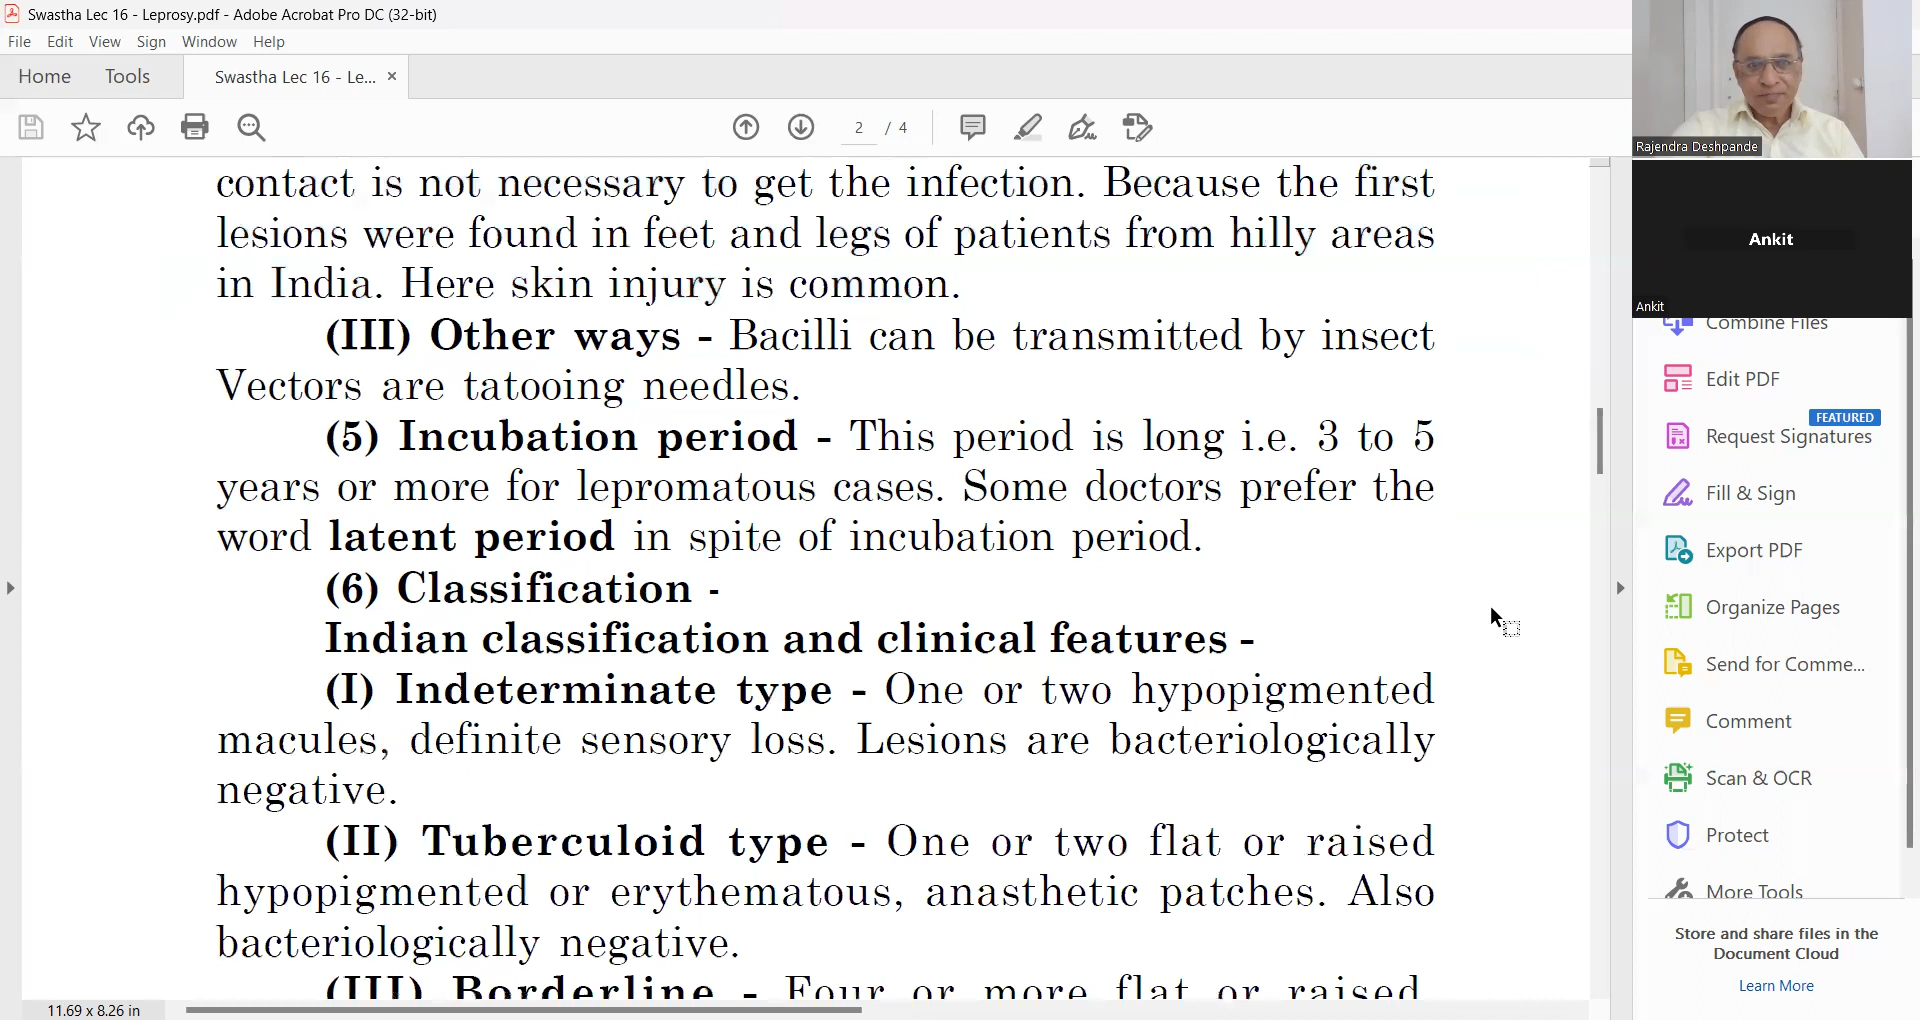 Swastha Lec 16 - Leprosy.pdf - Adobe Acrobat Pro DC (32-bit)
File Edit View Sign Window Help
Home Tools Swastha Lec 16 - Le... ×
2 / 4
contact is not necessary to get the infection. Because the first
lesions were found in feet and legs of patients from hilly areas
in India. Here skin injury is common.
(III) Other ways - Bacilli can be transmitted by insect
Vectors are tatooing needles.
(5) Incubation period - This period is long i.e. 3 to 5
years or more for lepromatous cases. Some doctors prefer the
word latent period in spite of incubation period.
(6) Classification -
Indian classification and clinical features -
(I) Indeterminate type - One or two hypopigmented
macules, definite sensory loss. Lesions are bacteriologically
negative.
(II) Tuberculoid type - One or two flat or raised
hypopigmented or erythematous, anasthetic patches. Also
bacteriologically negative.
(III) Borderline - Four or more flat or raised
11.69 x 8.26 in
Rajendra Deshpande
Ankit
Ankit
Combine Files
Edit PDF
FEATURED
Request Signatures
Fill & Sign
Export PDF
Organize Pages
Send for Comme...
Comment
Scan & OCR
Protect
More Tools
Store and share files in the
Document Cloud
Learn More